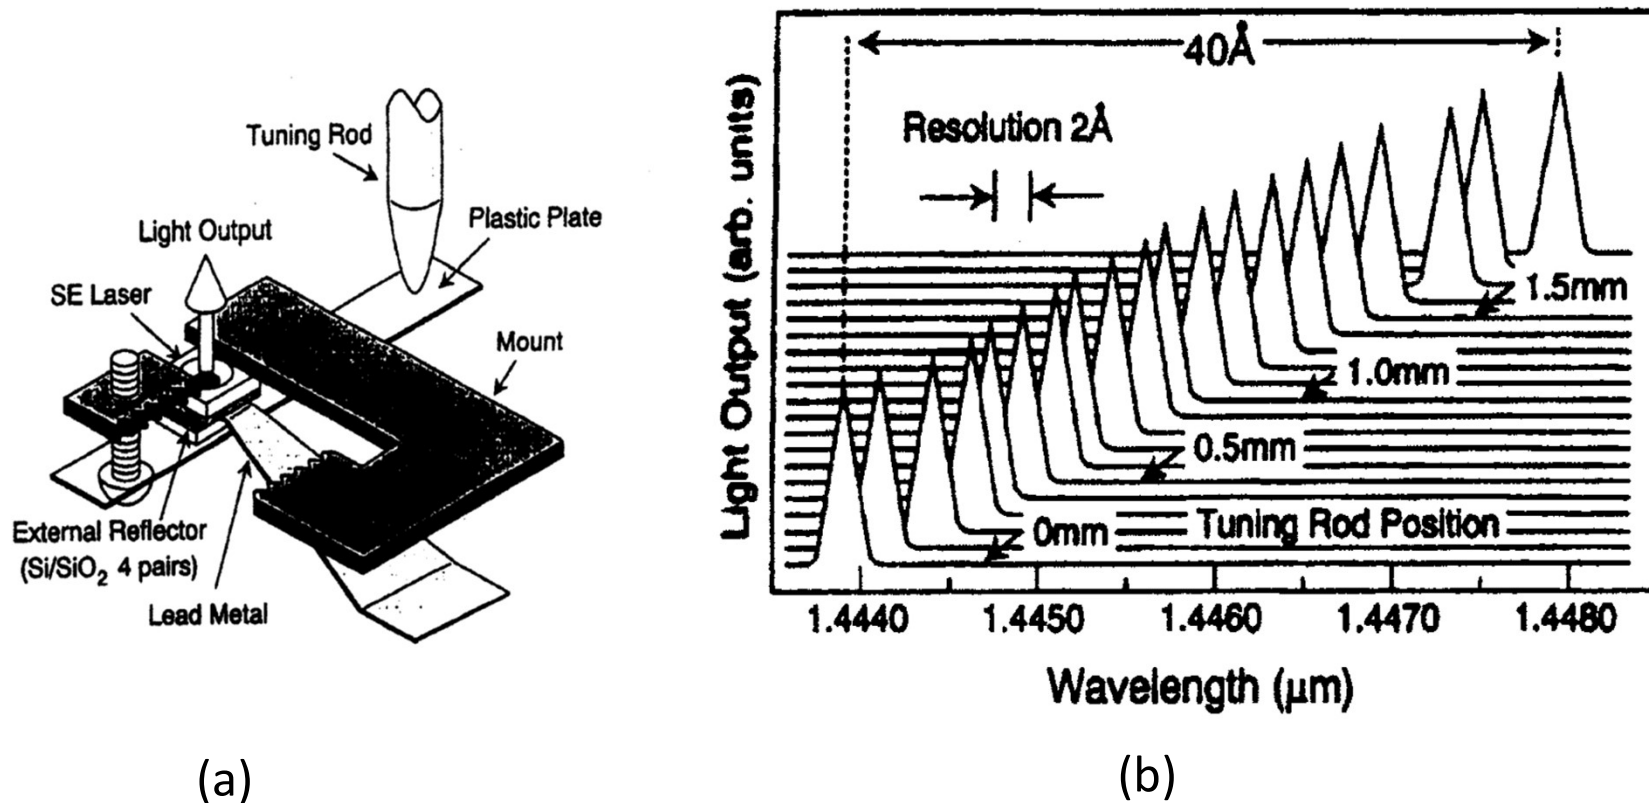 Tuning Rod
Plastic Plate
Light Output
SE Laser
Mount
External Reflector
(Si/SiO2 4 pairs)
Lead Metal
(a)
40Å
Resolution 2Å
Light Output (arb. units)
1.5mm
1.0mm
0.5mm
0mm
Tuning Rod Position
1.4440 1.4450 1.4460 1.4470 1.4480
Wavelength (μm)
(b)